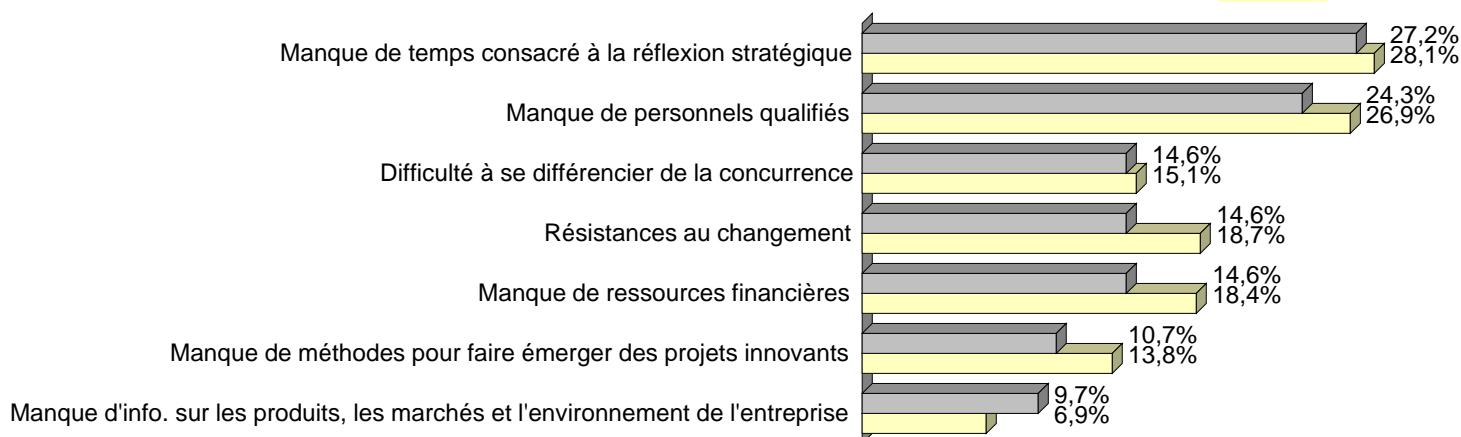 Manque de temps consacré à la réflexion stratégique
27,2%
28,1%
Manque de personnels qualifiés
24,3%
26,9%
Difficulté à se différencier de la concurrence
14,6%
15,1%
Résistances au changement
14,6%
18,7%
Manque de ressources financières
14,6%
18,4%
Manque de méthodes pour faire émerger des projets innovants
10,7%
13,8%
Manque d'info. sur les produits, les marchés et l'environnement de l'entreprise
9,7%
6,9%